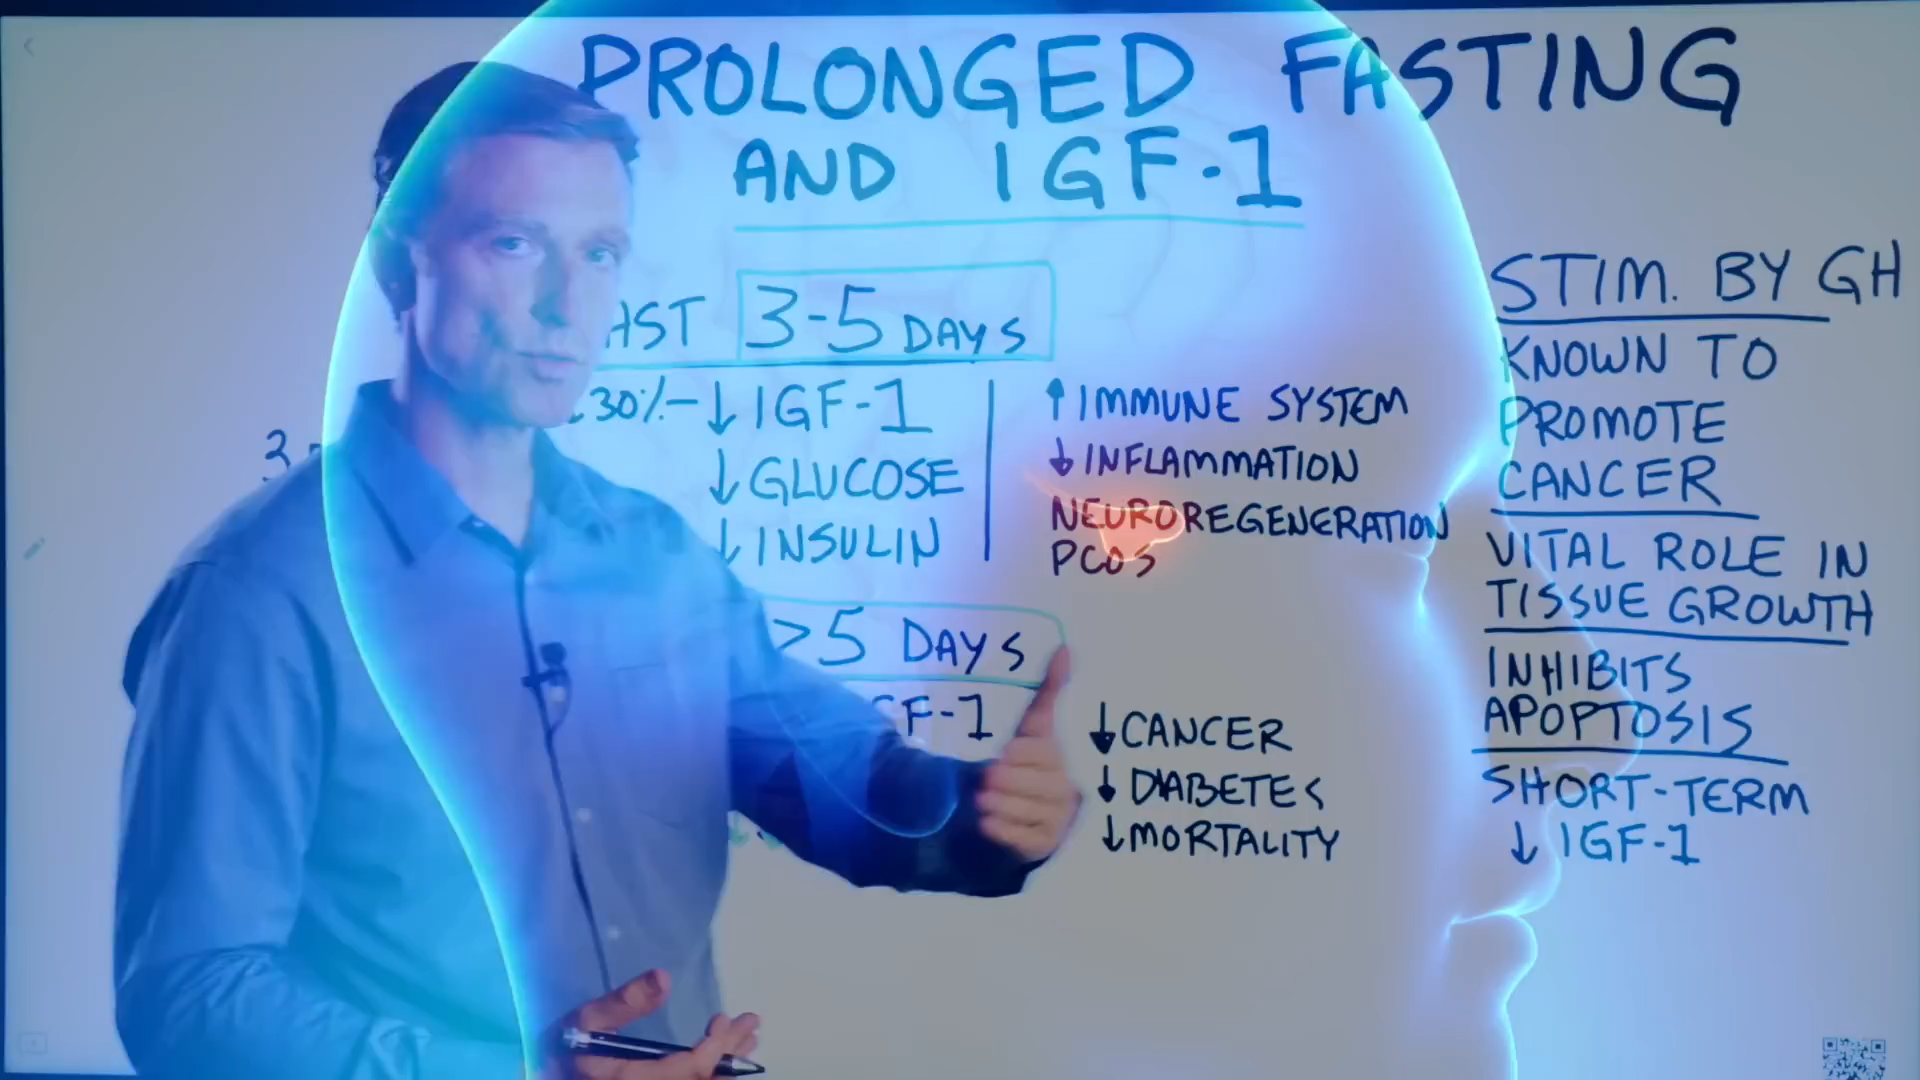 PROLONGED FASTING
AND IGF-1
3-5 DAYS
30%-↓IGF-1
↓GLUCOSE
↓INSULIN
↑IMMUNE SYSTEM
↓INFLAMMATION
NEUROREGENERATION
PCOS
>5 DAYS
↓CANCER
↓DIABETES
↓MORTALITY
STIM. BY GH
KNOWN TO
PROMOTE
CANCER
VITAL ROLE IN
TISSUE GROWTH
INHIBITS
APOPTOSIS
SHORT-TERM
↓IGF-1